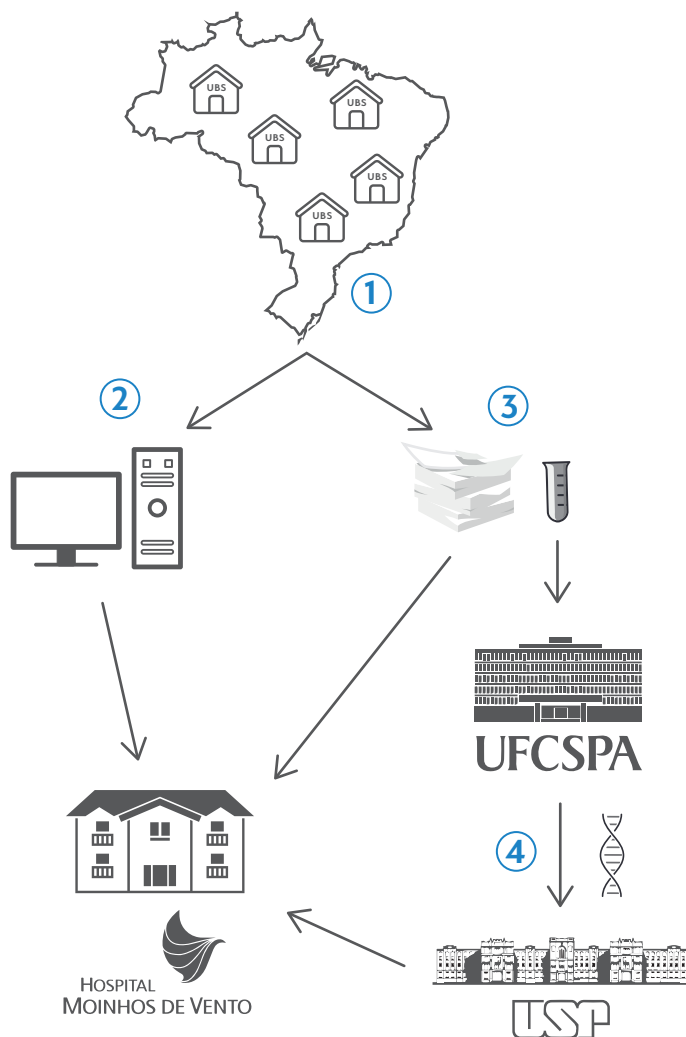 UBS
UBS
UBS
UBS
UBS
1
2
3
UFCSPA
4
HOSPITAL
MOINHOS DE VENTO
USP